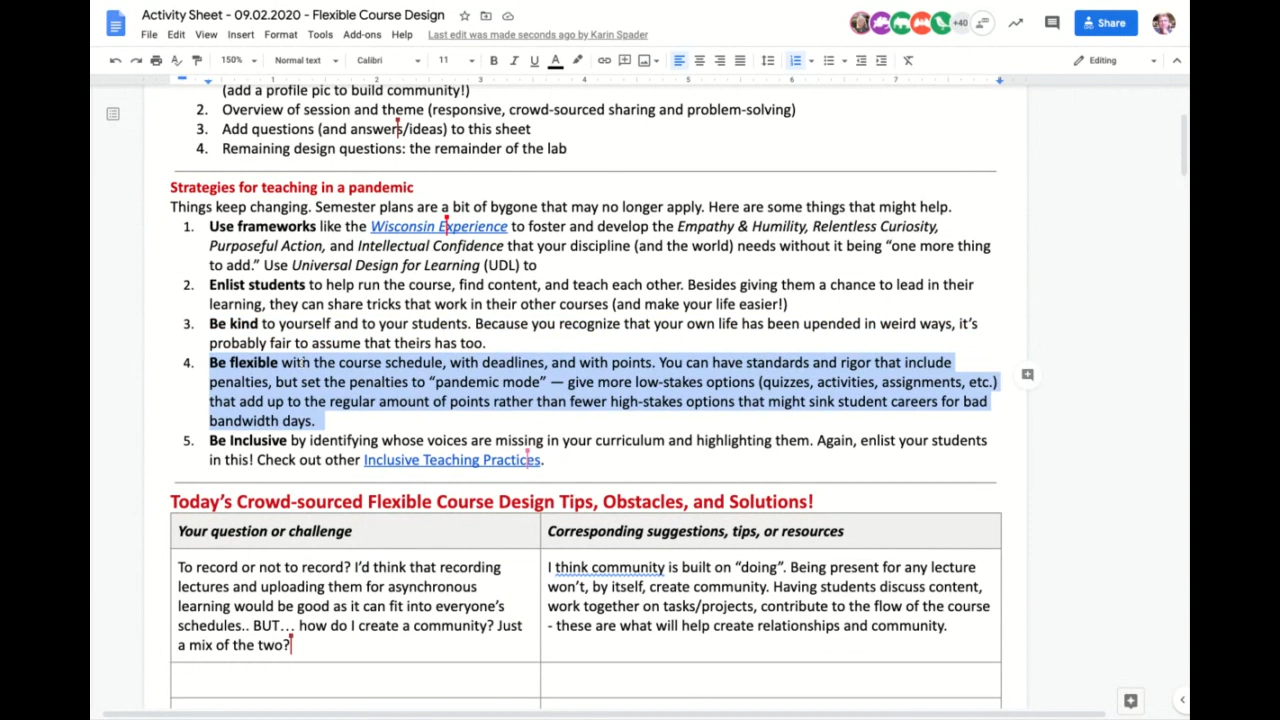 Activity Sheet - 09.02.2020 - Flexible Course Design
+40
Share
File Edit View Insert Format Tools Add-ons Help Last edit was made seconds ago by Karin Spader
150% Normal text Calibri 11 B I U A Editing
1 2 3 4 5 6 7
(add a profile pic to build community!)
2. Overview of session and theme (responsive, crowd-sourced sharing and problem-solving)
3. Add questions (and answers/ideas) to this sheet
4. Remaining design questions: the remainder of the lab
Strategies for teaching in a pandemic
Things keep changing. Semester plans are a bit of bygone that may no longer apply. Here are some things that might help.
1. Use frameworks like the Wisconsin Experience to foster and develop the Empathy & Humility, Relentless Curiosity,
Purposeful Action, and Intellectual Confidence that your discipline (and the world) needs without it being “one more thing
to add.” Use Universal Design for Learning (UDL) to
2. Enlist students to help run the course, find content, and teach each other. Besides giving them a chance to lead in their
learning, they can share tricks that work in their other courses (and make your life easier!)
3. Be kind to yourself and to your students. Because you recognize that your own life has been upended in weird ways, it’s
probably fair to assume that theirs has too.
4. Be flexible with the course schedule, with deadlines, and with points. You can have standards and rigor that include
penalties, but set the penalties to “pandemic mode” — give more low-stakes options (quizzes, activities, assignments, etc.)
that add up to the regular amount of points rather than fewer high-stakes options that might sink student careers for bad
bandwidth days.
5. Be Inclusive by identifying whose voices are missing in your curriculum and highlighting them. Again, enlist your students
in this! Check out other Inclusive Teaching Practices.
Today’s Crowd-sourced Flexible Course Design Tips, Obstacles, and Solutions!
Your question or challenge
Corresponding suggestions, tips, or resources
To record or not to record? I’d think that recording
lectures and uploading them for asynchronous
learning would be good as it can fit into everyone’s
schedules.. BUT... how do I create a community? Just
a mix of the two?
I think community is built on “doing”. Being present for any lecture
won’t, by itself, create community. Having students discuss content,
work together on tasks/projects, contribute to the flow of the course
- these are what will help create relationships and community.